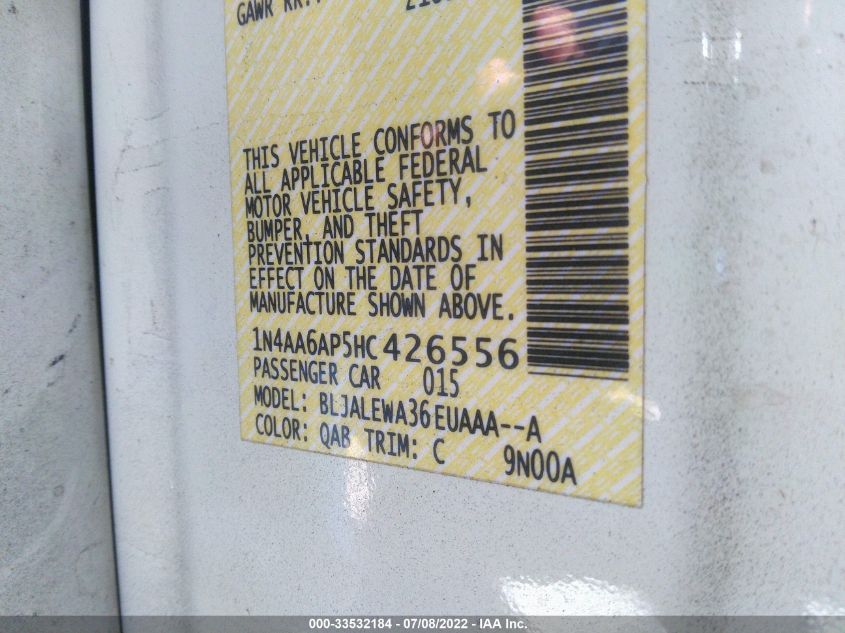 GAWR RR:
THIS VEHICLE CONFORMS TO
ALL APPLICABLE FEDERAL
MOTOR VEHICLE SAFETY,
BUMPER, AND THEFT
PREVENTION STANDARDS IN
EFFECT ON THE DATE OF
MANUFACTURE SHOWN ABOVE.
1N4AA6AP5HC426556
PASSENGER CAR 015
MODEL: BLJALEWA36EUAAA--A
COLOR: QAB TRIM: C 9N00A
000-33532184 - 07/08/2022 - IAA Inc.